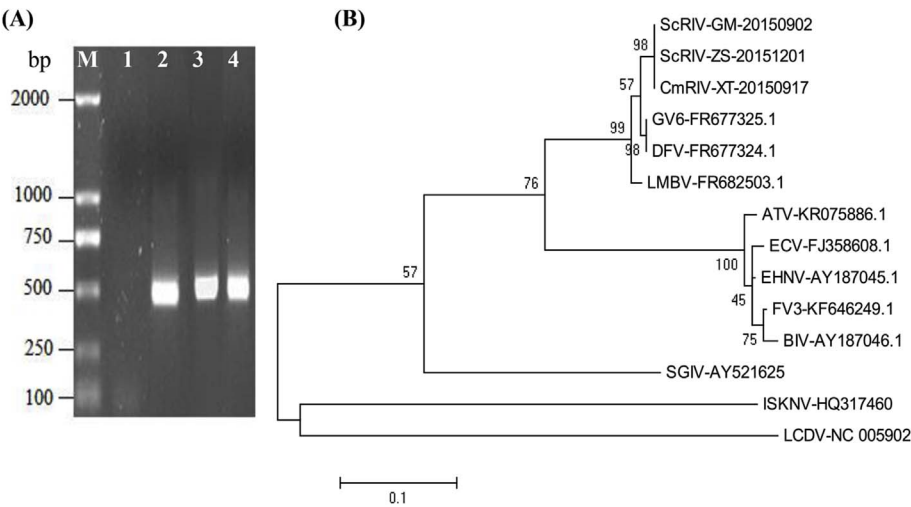 (A)
bp M 1 2 3 4
2000
1000
750
500
250
100
(B)
ScRIV-GM-20150902
98
ScRIV-ZS-20151201
57
CmRIV-XT-20150917
GV6-FR677325.1
99
98
DFV-FR677324.1
LMBV-FR682503.1
76
ATV-KR075886.1
ECV-FJ358608.1
100
57
EHNV-AY187045.1
45
FV3-KF646249.1
75
BIV-AY187046.1
SGIV-AY521625
ISKNV-HQ317460
LCDV-NC 005902
0.1